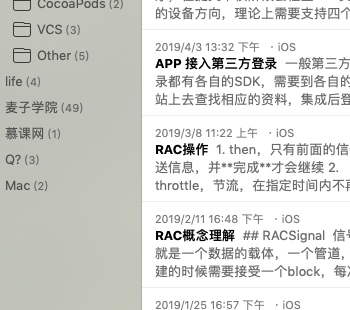 CocoaPods (2)
VCS (3)
Other (5)
life (4)
麦子学院 (49)
慕课网 (1)
Q? (3)
Mac (2)
的设备方向，理论上需要支持四个
2019/4/3 13:32 下午 · iOS
APP 接入第三方登录 一般第三方
录都有各自的SDK，需要到各自的
站上去查找相应的资料，集成后登
2019/3/8 11:22 上午 · iOS
RAC操作 1. then，只有前面的信
送信息，并**完成**才会继续 2.
throttle，节流，在指定时间内不再
2019/2/11 16:48 下午 · iOS
RAC概念理解 ## RACSignal 信号
就是一个数据的载体，一个管道，
建的时候需要接受一个block，每次
2019/1/25 16:57 下午 · iOS